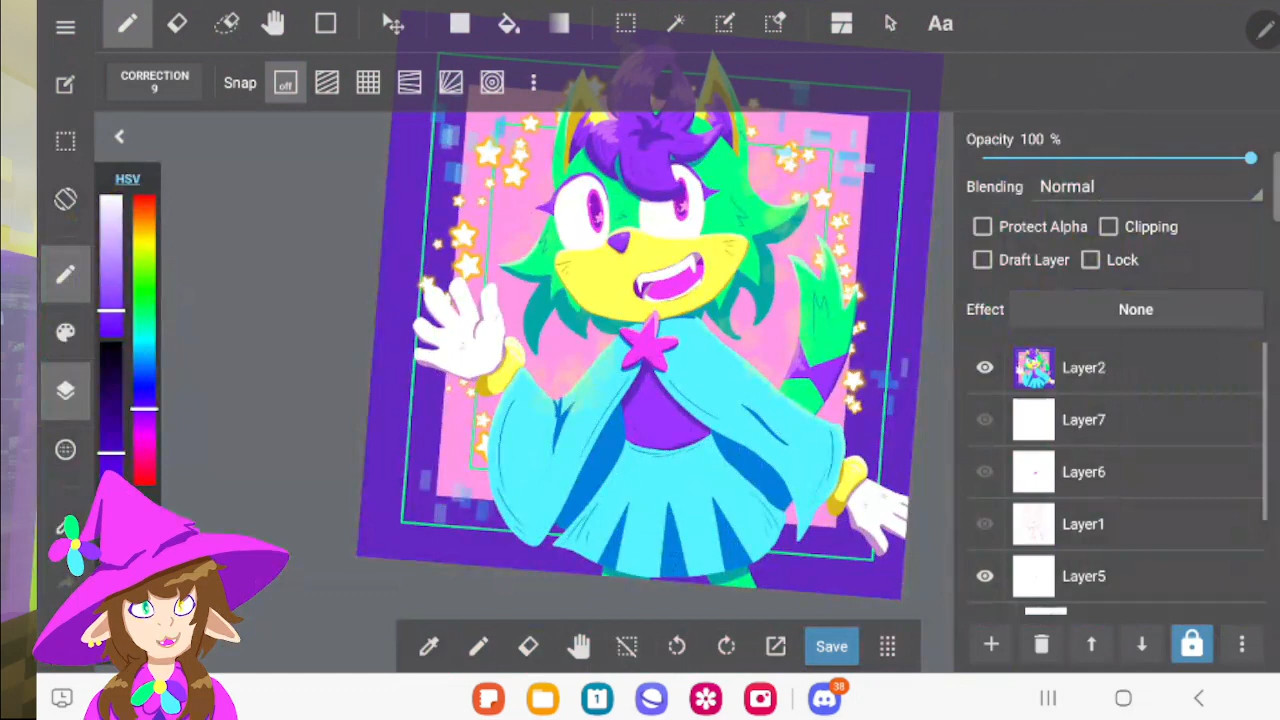 Aa
CORRECTION
9
Snap
off
HSV
Opacity 100 %
Blending Normal
Protect Alpha Clipping
Draft Layer Lock
Effect None
Layer2
Layer7
Layer6
Layer1
Layer5
Save
1
38